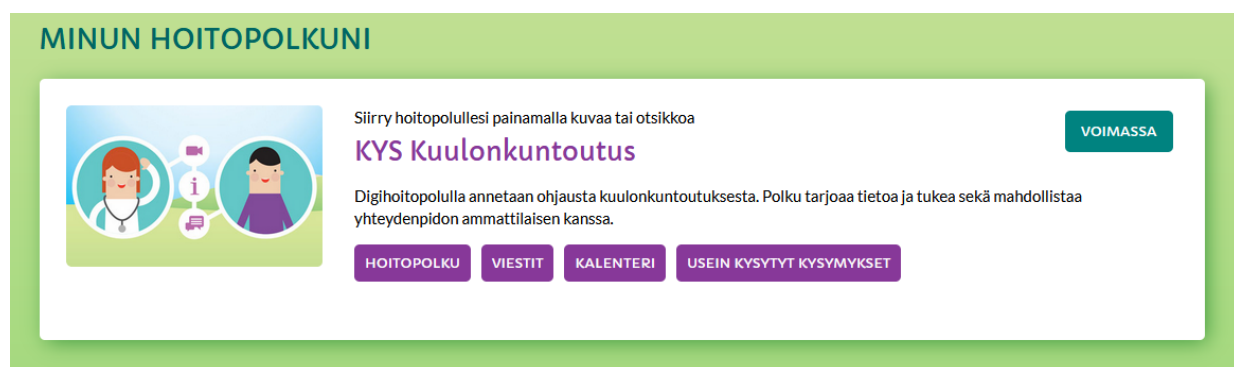 MINUN HOITOPOLKUNI
Siirry hoitopolullesi painamalla kuvaa tai otsikkoa
KYS Kuulonkuntoutus
VOIMASSA
Digihoitopolulla annetaan ohjausta kuulonkuntoutuksesta. Polku tarjoaa tietoa ja tukea sekä mahdollistaa
yhteydenpidon ammattilaisen kanssa.
HOITOPOLKU VIESTIT KALENTERI USEIN KYSYTYT KYSYMYKSET
i